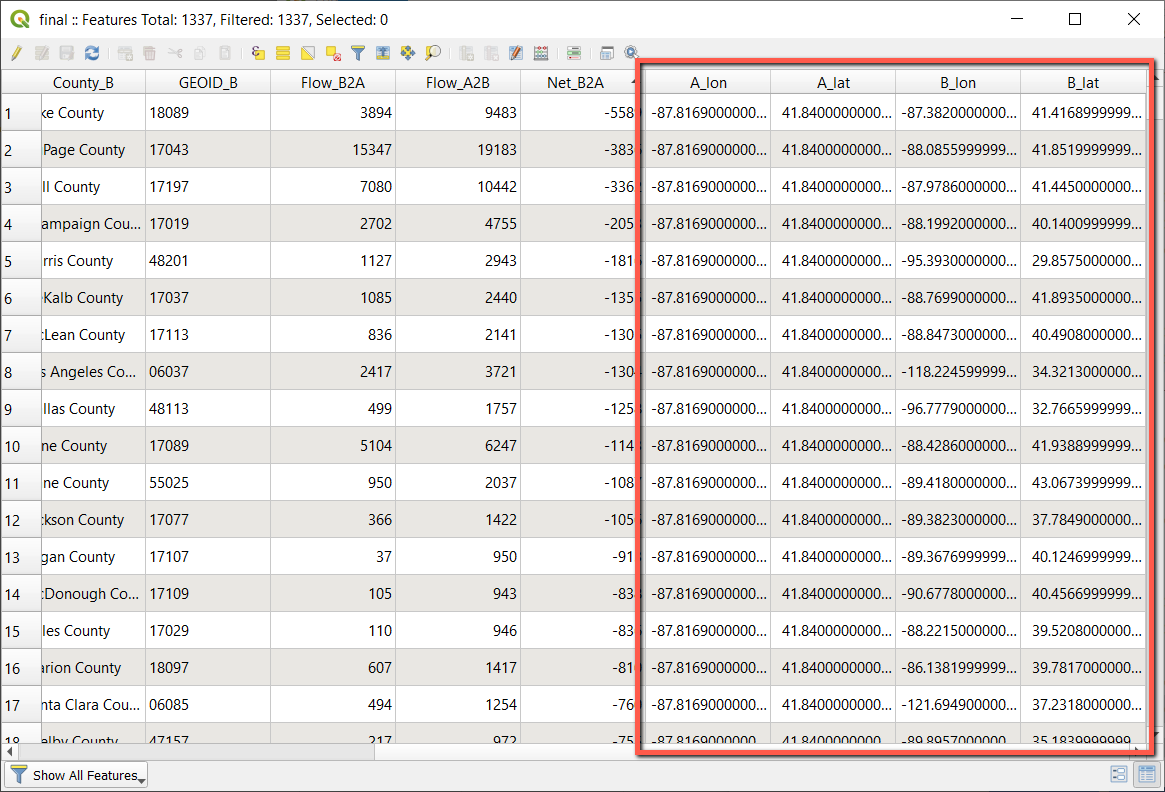 final :: Features Total: 1337, Filtered: 1337, Selected: 0
County_B GEOID_B Flow_B2A Flow_A2B Net_B2A A_lon A_lat B_lon B_lat
1 ke County 18089 3894 9483 -558 -87.8169000000... 41.8400000000... -87.3820000000... 41.4168999999...
2 Page County 17043 15347 19183 -383 -87.8169000000... 41.8400000000... -88.0855999999... 41.8519999999...
3 ll County 17197 7080 10442 -336 -87.8169000000... 41.8400000000... -87.9786000000... 41.4450000000...
4 ampaign Cou... 17019 2702 4755 -205 -87.8169000000... 41.8400000000... -88.1992000000... 40.1400999999...
5 rris County 48201 1127 2943 -181 -87.8169000000... 41.8400000000... -95.3930000000... 29.8575000000...
6 Kalb County 17037 1085 2440 -135 -87.8169000000... 41.8400000000... -88.7699000000... 41.8935000000...
7 cLean County 17113 836 2141 -130 -87.8169000000... 41.8400000000... -88.8473000000... 40.4908000000...
8 s Angeles Co... 06037 2417 3721 -130 -87.8169000000... 41.8400000000... -118.224599999... 34.3213000000...
9 llas County 48113 499 1757 -125 -87.8169000000... 41.8400000000... -96.7779000000... 32.7665999999...
10 ne County 17089 5104 6247 -114 -87.8169000000... 41.8400000000... -88.4286000000... 41.9388999999...
11 ne County 55025 950 2037 -108 -87.8169000000... 41.8400000000... -89.4180000000... 43.0673999999...
12 ckson County 17077 366 1422 -105 -87.8169000000... 41.8400000000... -89.3823000000... 37.7849000000...
13 gan County 17107 37 950 -91 -87.8169000000... 41.8400000000... -89.3676999999... 40.1246999999...
14 cDonough Co... 17109 105 943 -83 -87.8169000000... 41.8400000000... -90.6778000000... 40.4566999999...
15 les County 17029 110 946 -83 -87.8169000000... 41.8400000000... -88.2215000000... 39.5208000000...
16 arion County 18097 607 1417 -81 -87.8169000000... 41.8400000000... -86.1381999999... 39.7817000000...
17 nta Clara Cou... 06085 494 1254 -76 -87.8169000000... 41.8400000000... -121.694900000... 37.2318000000...
18 elby County 47157 217 972 -75 -87.8169000000... 41.8400000000... -89.8957000000... 35.1839999999...
Show All Features